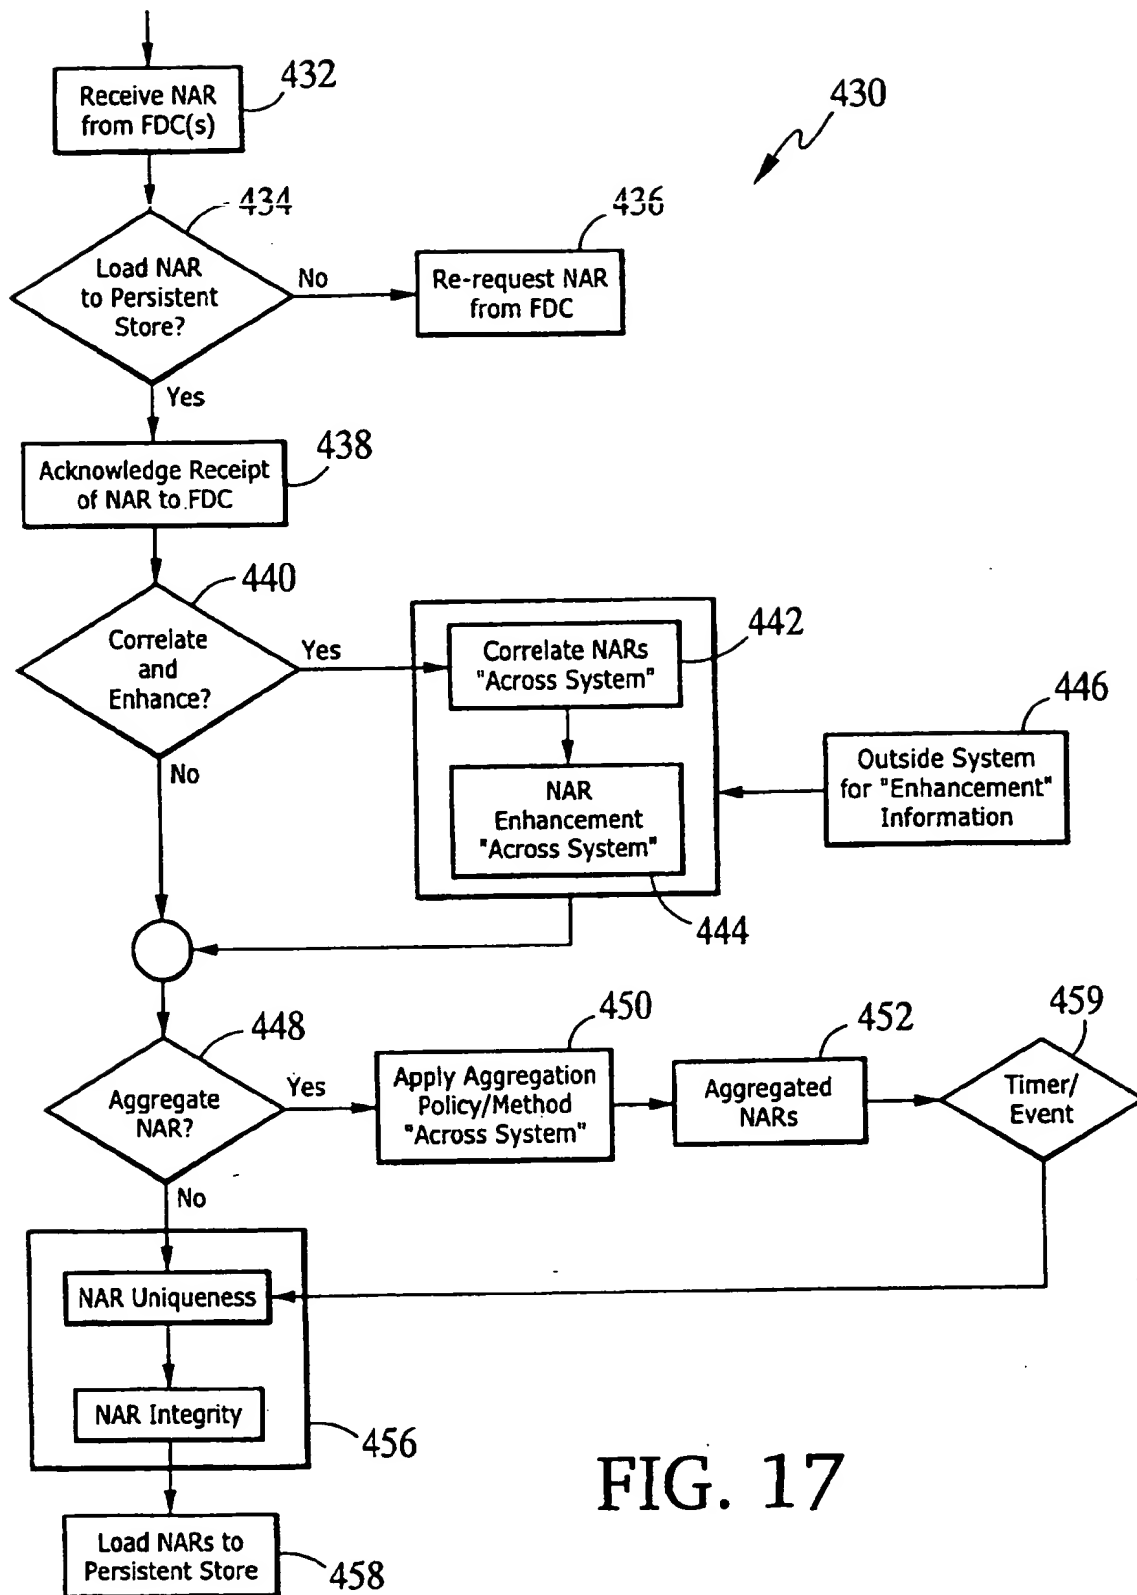 432
Receive NAR
from FDC(s)
430
434
Load NAR
to Persistent
Store?
No
436
Re-request NAR
from FDC
Yes
438
Acknowledge Receipt
of NAR to FDC
440
Correlate
and
Enhance?
Yes
No
442
Correlate NARs
"Across System"
NAR
Enhancement
"Across System"
444
446
Outside System
for "Enhancement"
Information
448
Aggregate
NAR?
Yes
No
450
Apply Aggregation
Policy/Method
"Across System"
452
Aggregated
NARs
459
Timer/
Event
NAR Uniqueness
NAR Integrity
456
Load NARs to
Persistent Store
458
FIG. 17